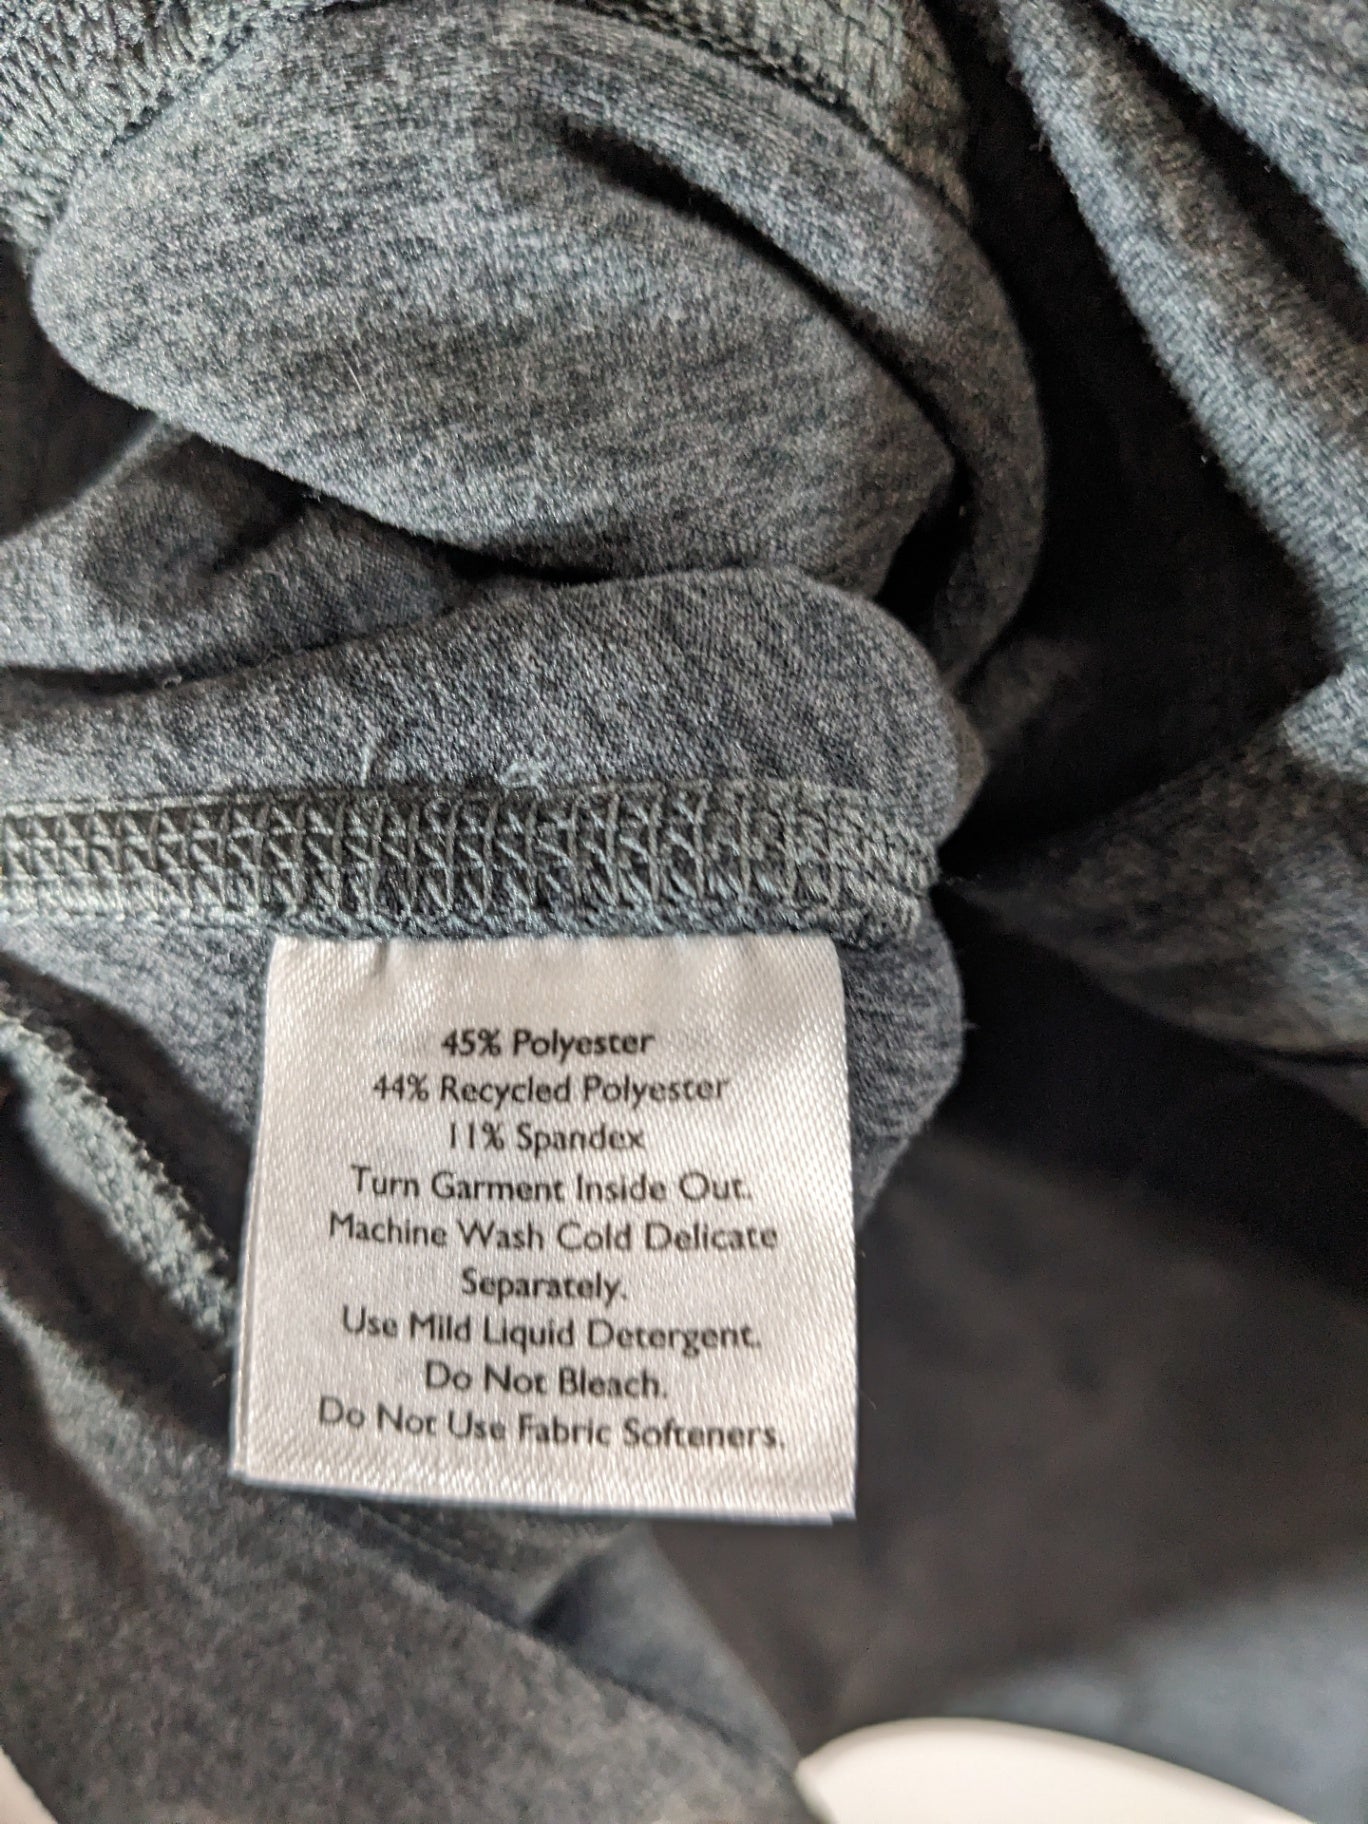 45% Polyester
44% Recycled Polyester
11% Spandex
Turn Garment Inside Out.
Machine Wash Cold Delicate
Separately.
Use Mild Liquid Detergent.
Do Not Bleach.
Do Not Use Fabric Softeners.